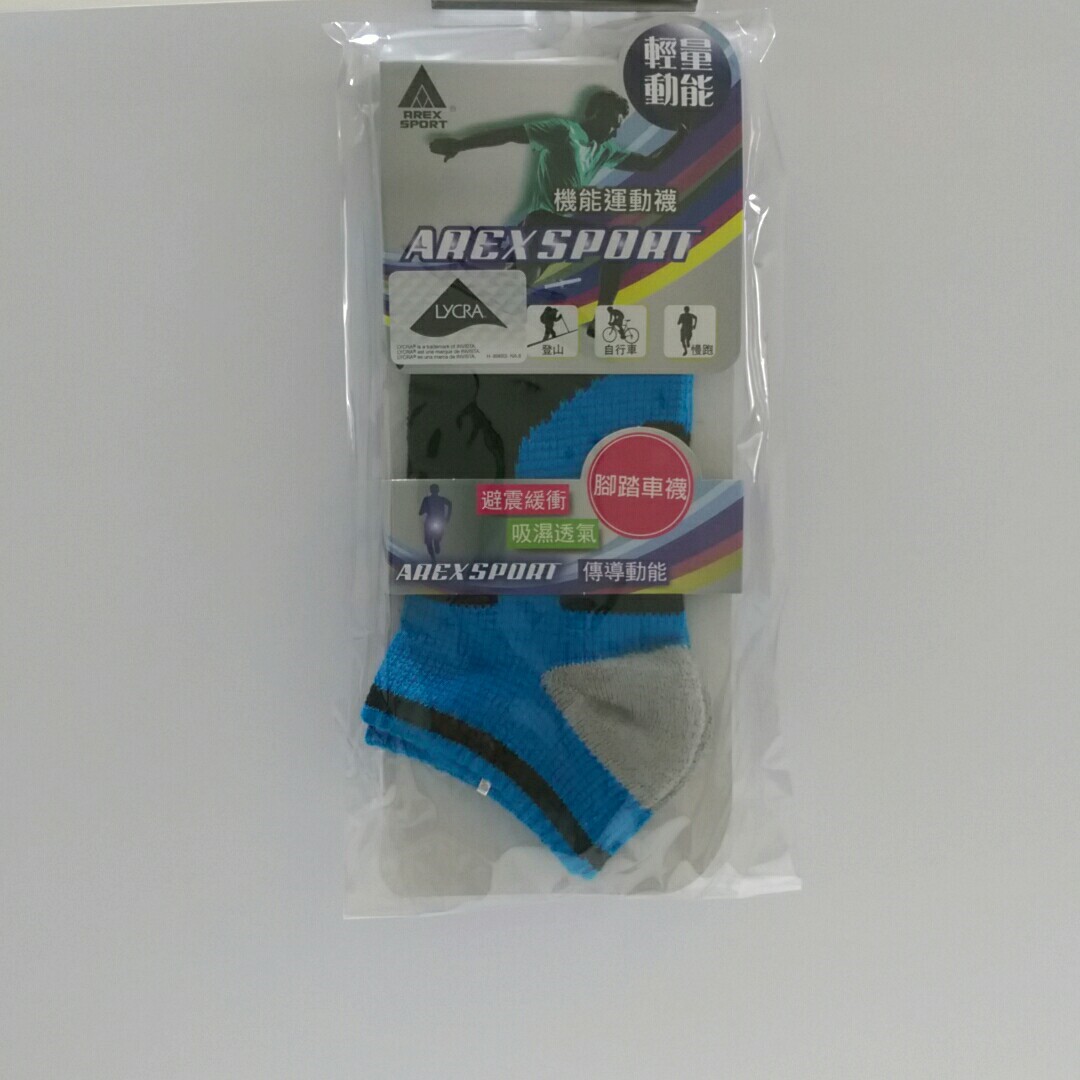 輕量
動能
AREX
SPORT
®
機能運動襪
AREXSPORT
LYCRA
登山
自行車
慢跑
腳踏車襪
避震緩衝
吸濕透氣
AREXSPORT 傳導動能